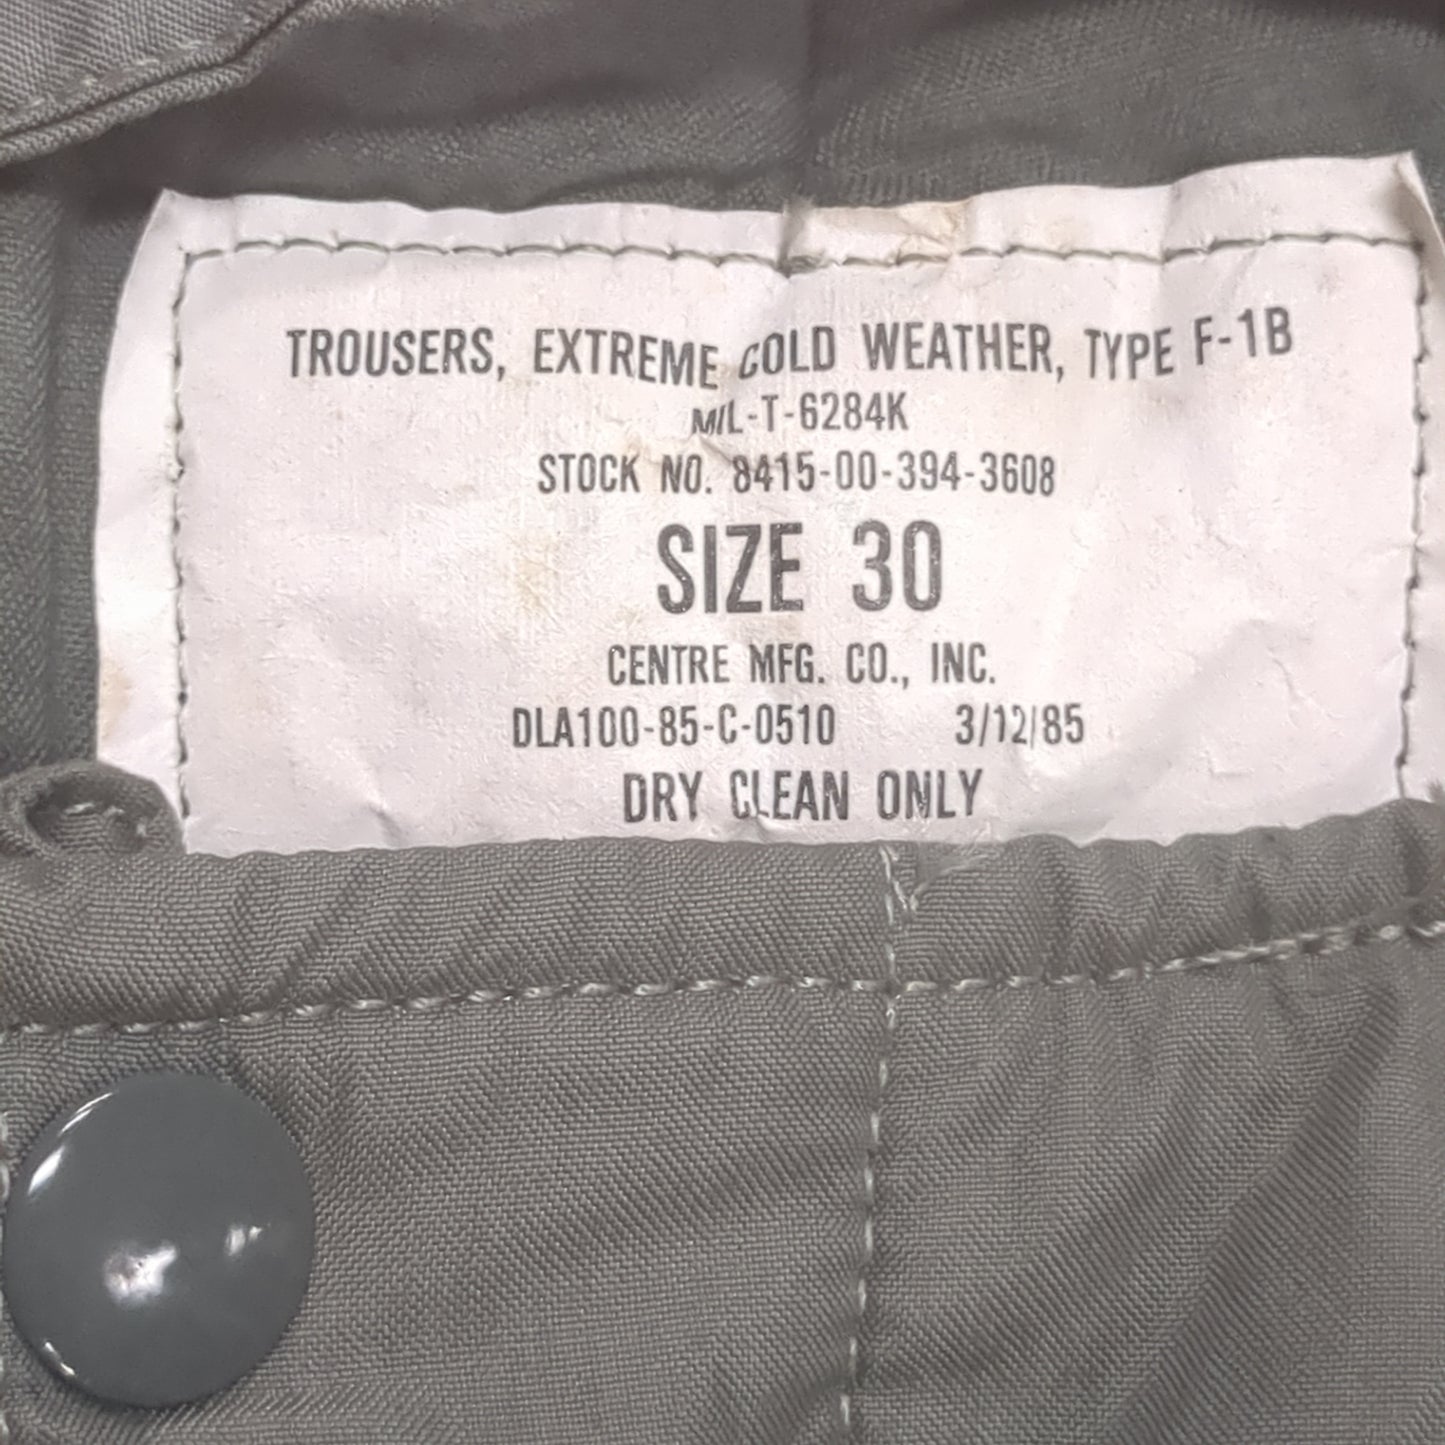 TROUSERS, EXTREME COLD WEATHER, TYPE F-1B
MIL-T-6284K
STOCK NO. 8415-00-394-3608
SIZE 30
CENTRE MFG. CO., INC.
DLA100-85-C-0510 3/12/85
DRY CLEAN ONLY